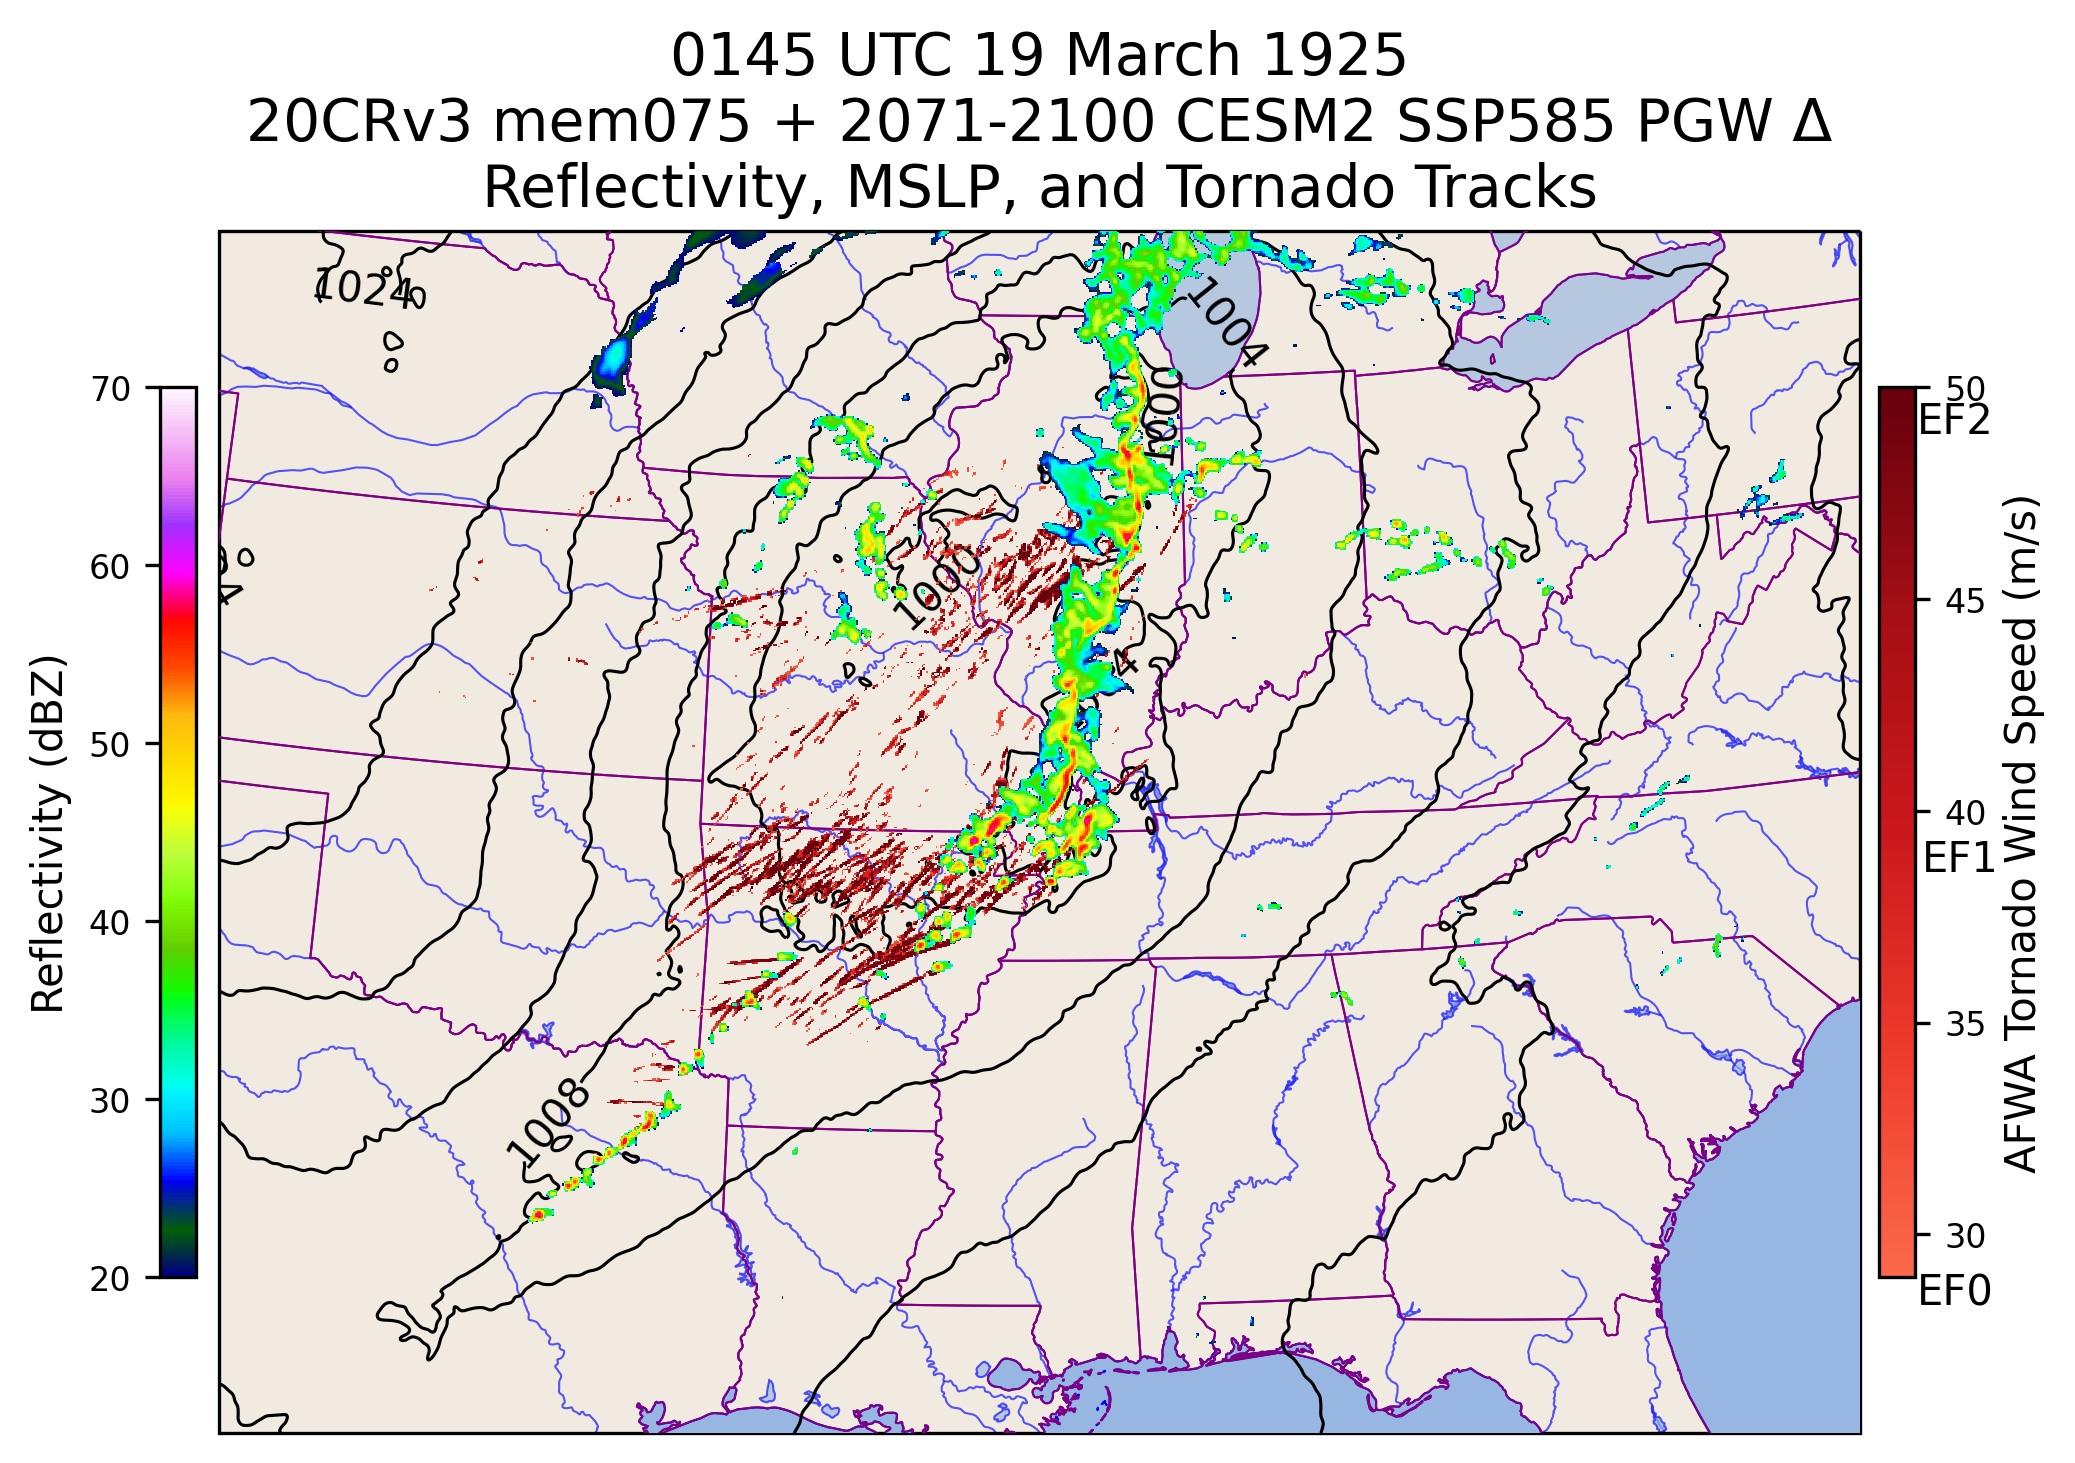 0145 UTC 19 March 1925
20CRv3 mem075 + 2071-2100 CESM2 SSP585 PGW Δ
Reflectivity, MSLP, and Tornado Tracks
1024
1004
1000
1000
1008
4
4
Reflectivity (dBZ)
70
60
50
40
30
20
50
EF2
45
40
EF1
35
30
EF0
AFWA Tornado Wind Speed (m/s)